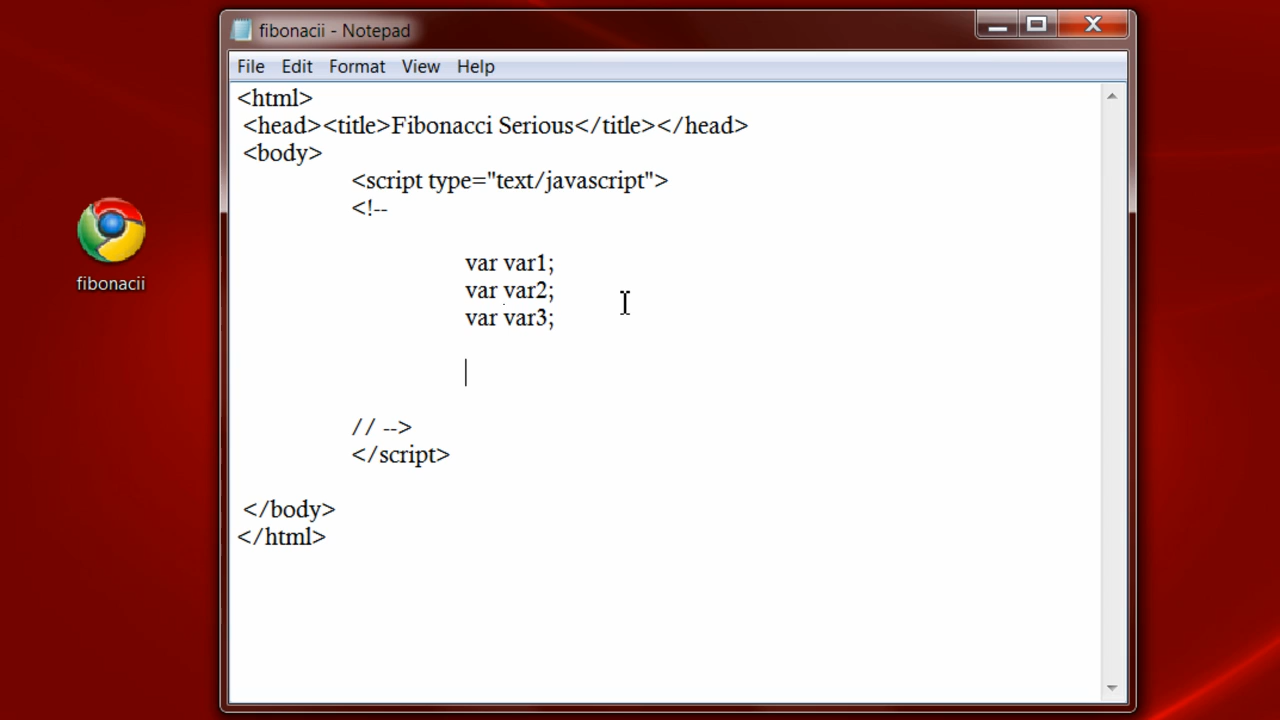 fibonacii - Notepad
File Edit Format View Help
<html>
<head><title>Fibonacci Serious</title></head>
<body>
<script type="text/javascript">
<!--
var var1;
var var2;
var var3;
// -->
</script>
</body>
</html>
fibonacii